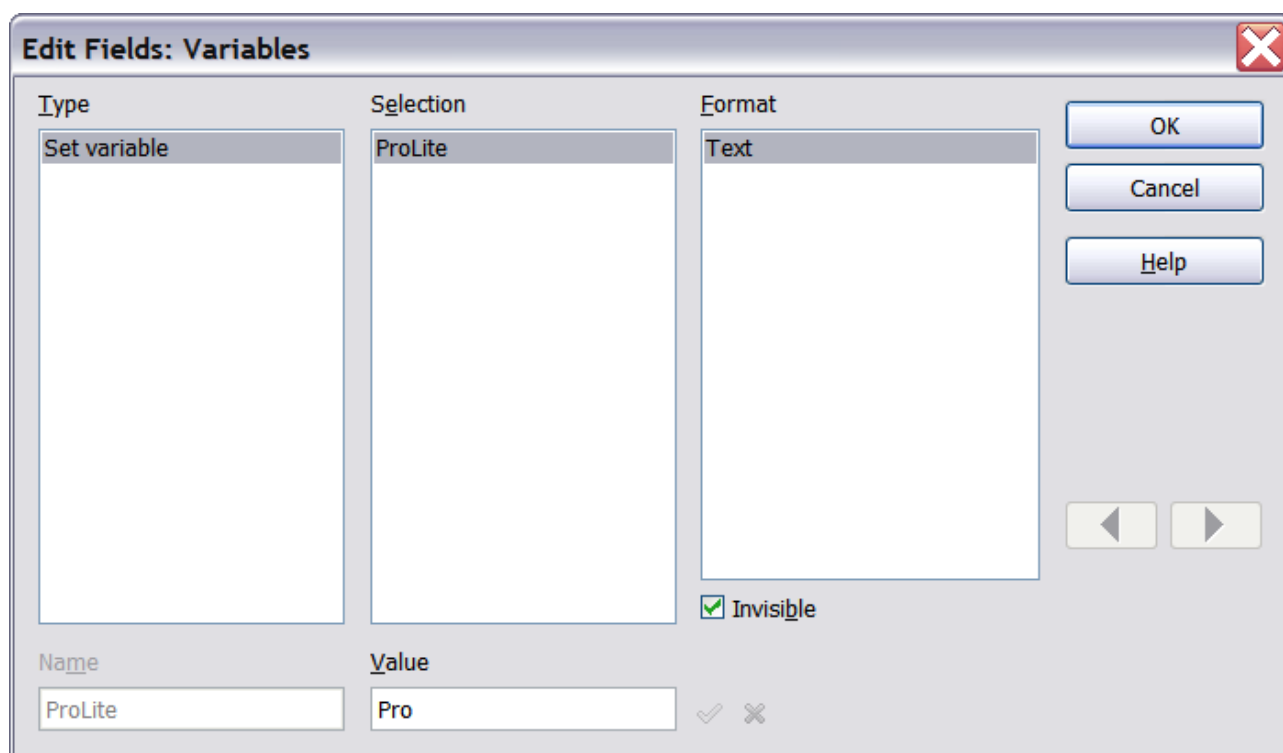 Edit Fields: Variables
Type
Selection
Format
Set variable
ProLite
Text
OK
Cancel
Help
Invisible
Name
Value
ProLite
Pro